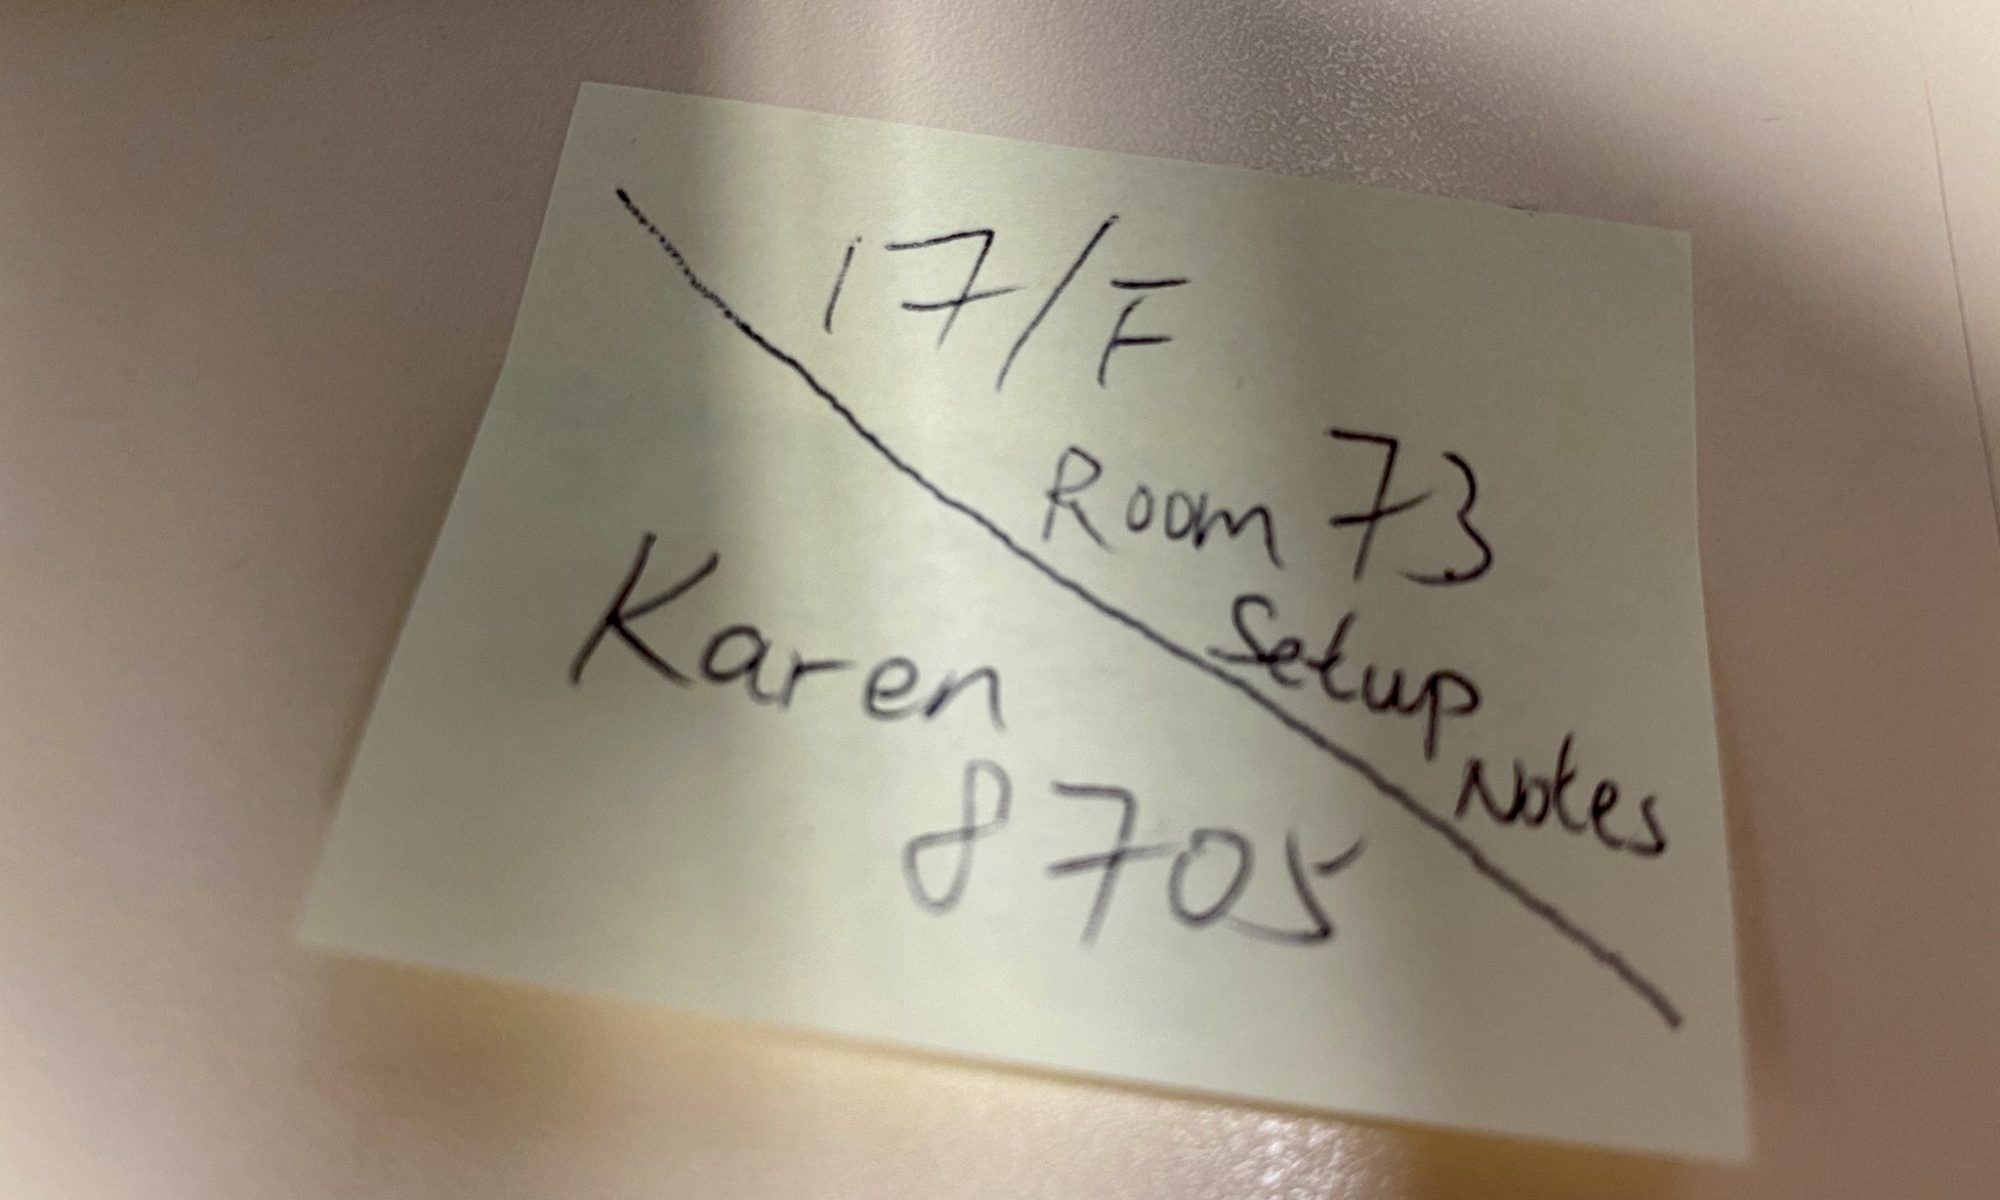 17/F
Room 73
Setup
Notes
Karen
8705